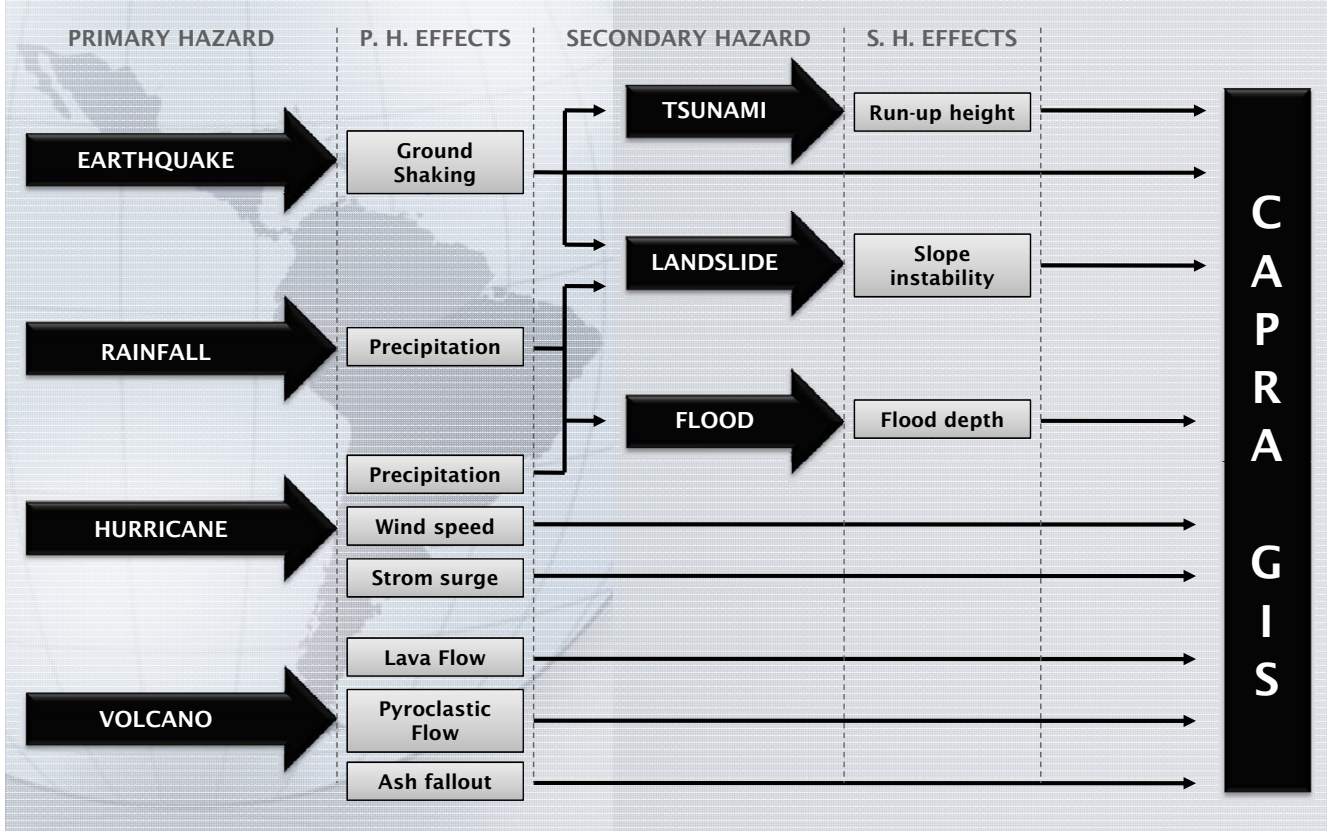 PRIMARY HAZARD
P. H. EFFECTS
SECONDARY HAZARD
S. H. EFFECTS
EARTHQUAKE
Ground
Shaking
TSUNAMI
Run-up height
LANDSLIDE
Slope
instability
RAINFALL
Precipitation
FLOOD
Flood depth
HURRICANE
Precipitation
Wind speed
Strom surge
VOLCANO
Lava Flow
Pyroclastic
Flow
Ash fallout
C
A
P
R
A
G
I
S